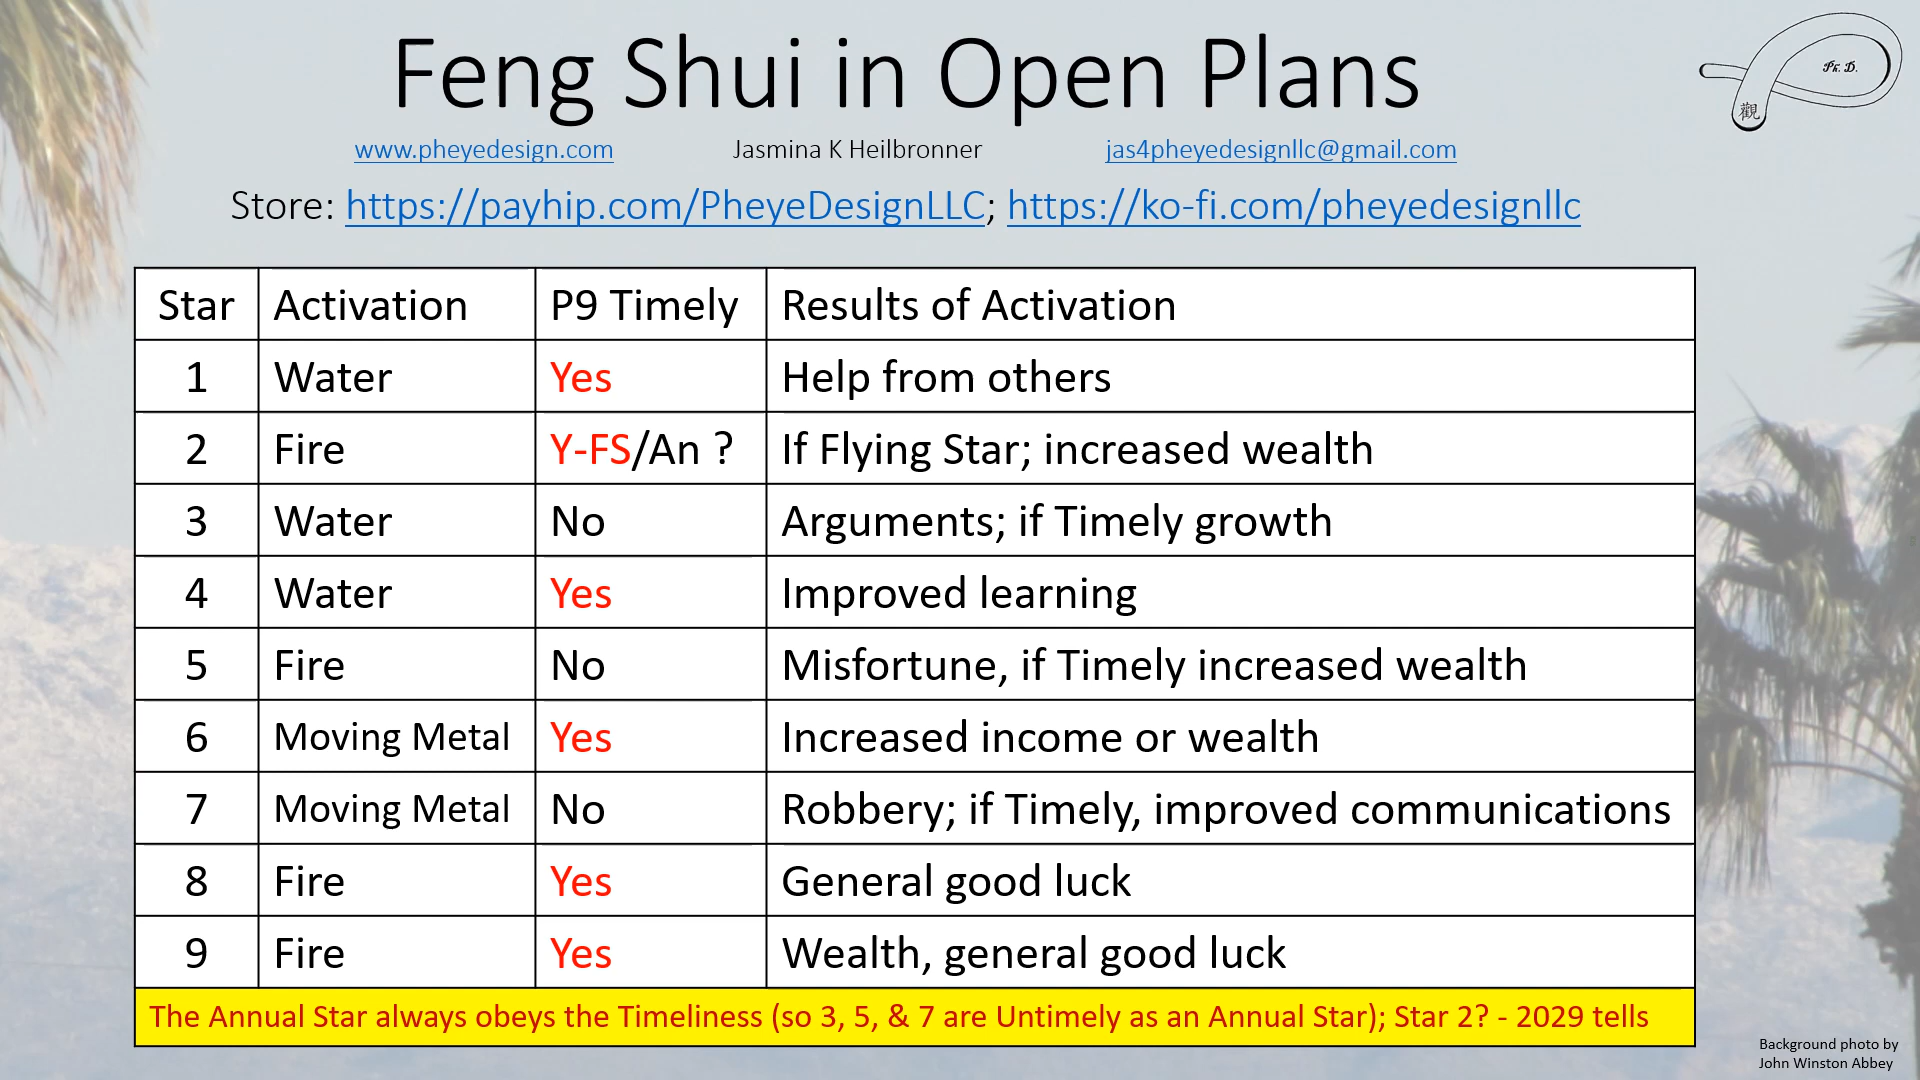 Feng Shui in Open Plans
Ph. D.
觀
www.pheyedesign.com Jasmina K Heilbronner jas4pheyedesignllc@gmail.com
Store: https://payhip.com/PheyeDesignLLC; https://ko-fi.com/pheyedesignllc
Star Activation P9 Timely Results of Activation
1 Water Yes Help from others
2 Fire Y-FS/An ? If Flying Star; increased wealth
3 Water No Arguments; if Timely growth
4 Water Yes Improved learning
5 Fire No Misfortune, if Timely increased wealth
6 Moving Metal Yes Increased income or wealth
7 Moving Metal No Robbery; if Timely, improved communications
8 Fire Yes General good luck
9 Fire Yes Wealth, general good luck
The Annual Star always obeys the Timeliness (so 3, 5, & 7 are Untimely as an Annual Star); Star 2? - 2029 tells
Background photo by
John Winston Abbey